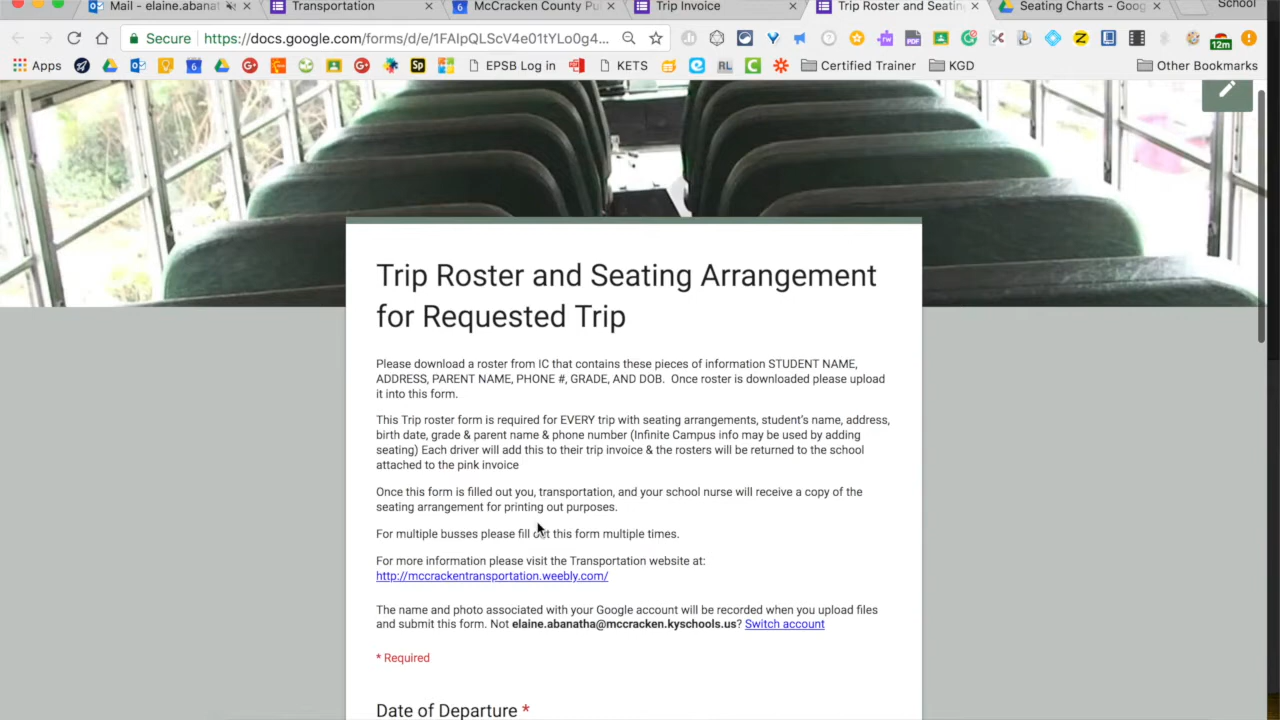 Mail - elaine.abanat
Transportation
McCracken County Pu
Trip Invoice
Trip Roster and Seatin
Seating Charts - Goog
School
Secure
https://docs.google.com/forms/d/e/1FAIpQLScV4e01tYLo0g4...
12m
Apps
EPSB Log in
KETS
RL
Certified Trainer
KGD
Other Bookmarks
Trip Roster and Seating Arrangement
for Requested Trip
Please download a roster from IC that contains these pieces of information STUDENT NAME,
ADDRESS, PARENT NAME, PHONE #, GRADE, AND DOB. Once roster is downloaded please upload
it into this form.
This Trip roster form is required for EVERY trip with seating arrangements, student's name, address,
birth date, grade & parent name & phone number (Infinite Campus info may be used by adding
seating) Each driver will add this to their trip invoice & the rosters will be returned to the school
attached to the pink invoice
Once this form is filled out you, transportation, and your school nurse will receive a copy of the
seating arrangement for printing out purposes.
For multiple busses please fill out this form multiple times.
For more information please visit the Transportation website at:
http://mccrackentransportation.weebly.com/
The name and photo associated with your Google account will be recorded when you upload files
and submit this form. Not elaine.abanatha@mccracken.kyschools.us? Switch account
* Required
Date of Departure *